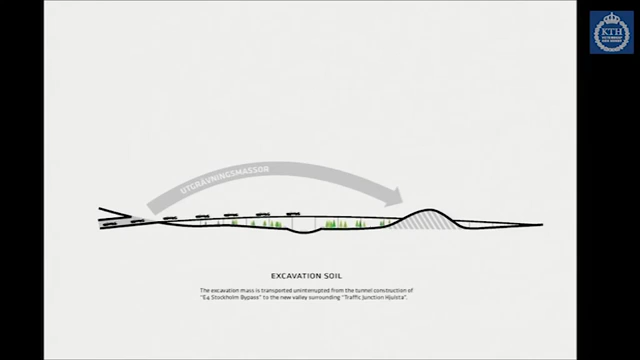 KTH
UTGRÄVNINGSMASSOR
EXCAVATION SOIL
The excavation mass is transported uninterrupted from the tunnel construction of
"E4 Stockholm Bypass" to the new valley surrounding "Traffic Junction Hjulsta".